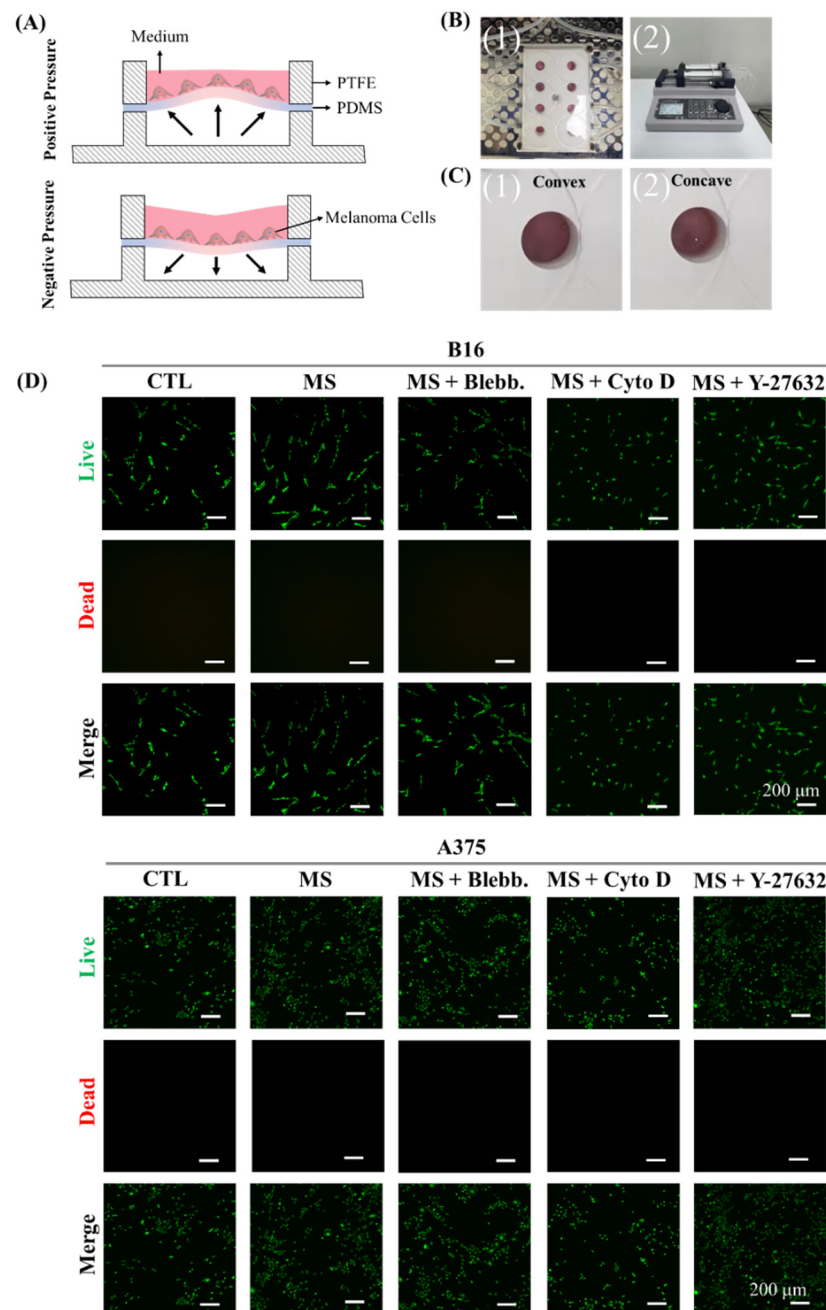 (A)
Medium
PTFE
PDMS
Positive Pressure
Melanoma Cells
Negative Pressure
(B)
(1)
(2)
(C)
(1) Convex
(2) Concave
B16
(D)
CTL MS MS + Blebb. MS + Cyto D MS + Y-27632
Live
Dead
Merge
200 μm
A375
CTL MS MS + Blebb. MS + Cyto D MS + Y-27632
Live
Dead
Merge
200 μm